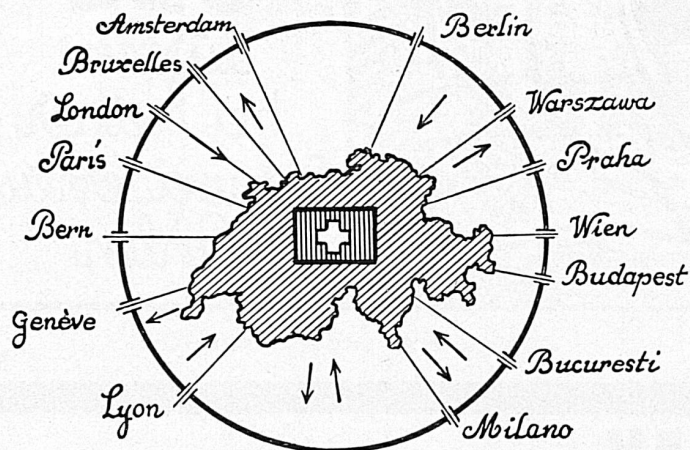 Amsterdam
Berlin
Bruxelles
London
Warszawa
Paris
Praha
Bern
Wien
Budapest
Genève
Bucuresti
Lyon
Milano